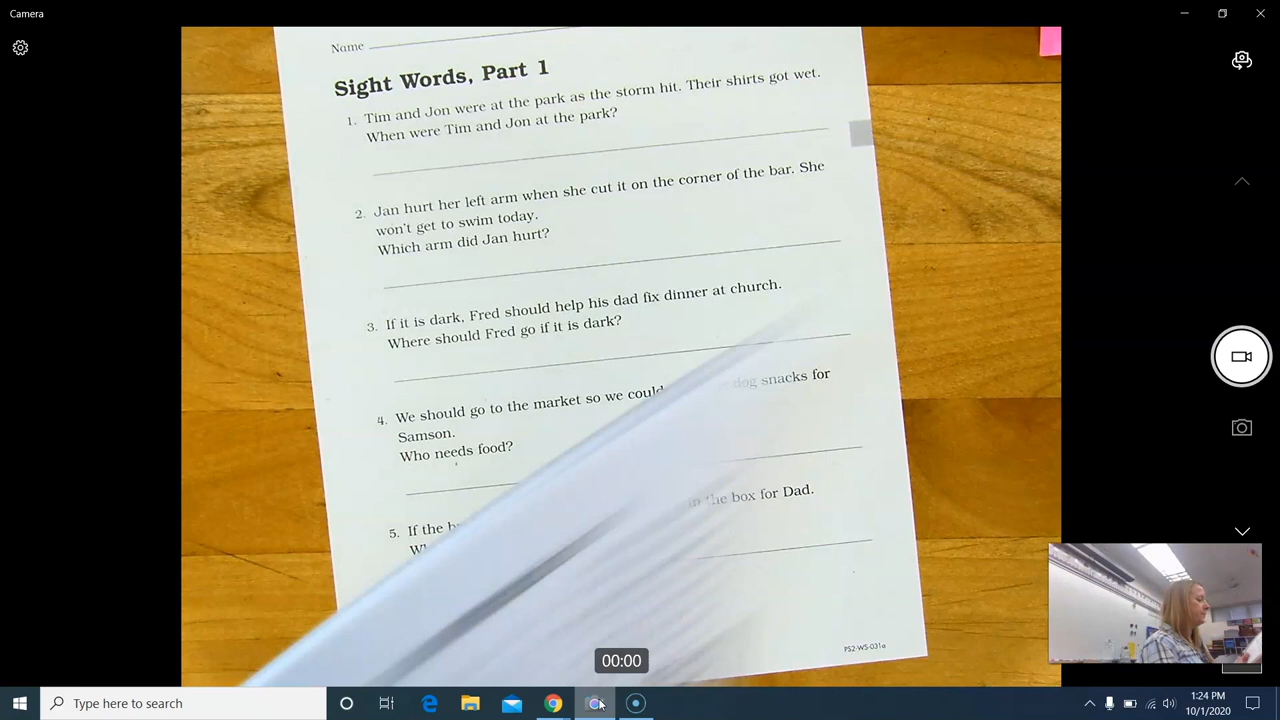 Camera
Name
Sight Words, Part 1
1. Tim and Jon were at the park as the storm hit. Their shirts got wet.
When were Tim and Jon at the park?
2. Jan hurt her left arm when she cut it on the corner of the bar. She
won't get to swim today.
Which arm did Jan hurt?
3. If it is dark, Fred should help his dad fix dinner at church.
Where should Fred go if it is dark?
4. We should go to the market so we could dog snacks for
Samson.
Who needs food?
5. If the in the box for Dad.
PS2-WS-031a
00:00
Type here to search
1:24 PM
10/1/2020